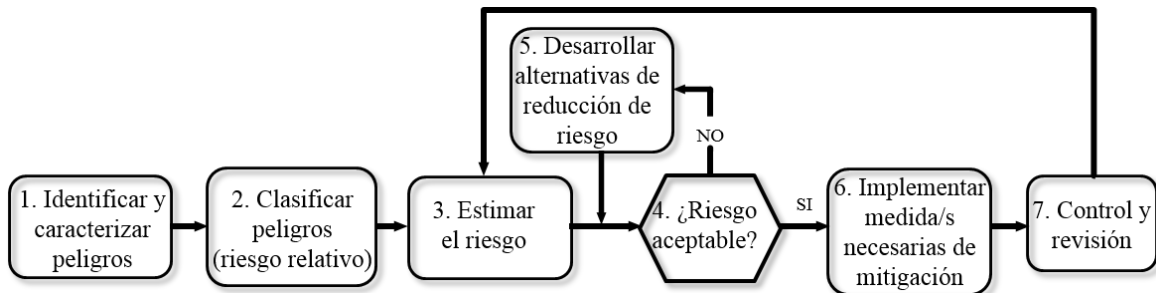 1. Identificar y
caracterizar
peligros
2. Clasificar
peligros
(riesgo relativo)
3. Estimar
el riesgo
5. Desarrollar
alternativas de
reducción de
riesgo
NO
4. ¿Riesgo
aceptable?
SI
6. Implementar
medida/s
necesarias de
mitigación
7. Control y
revisión